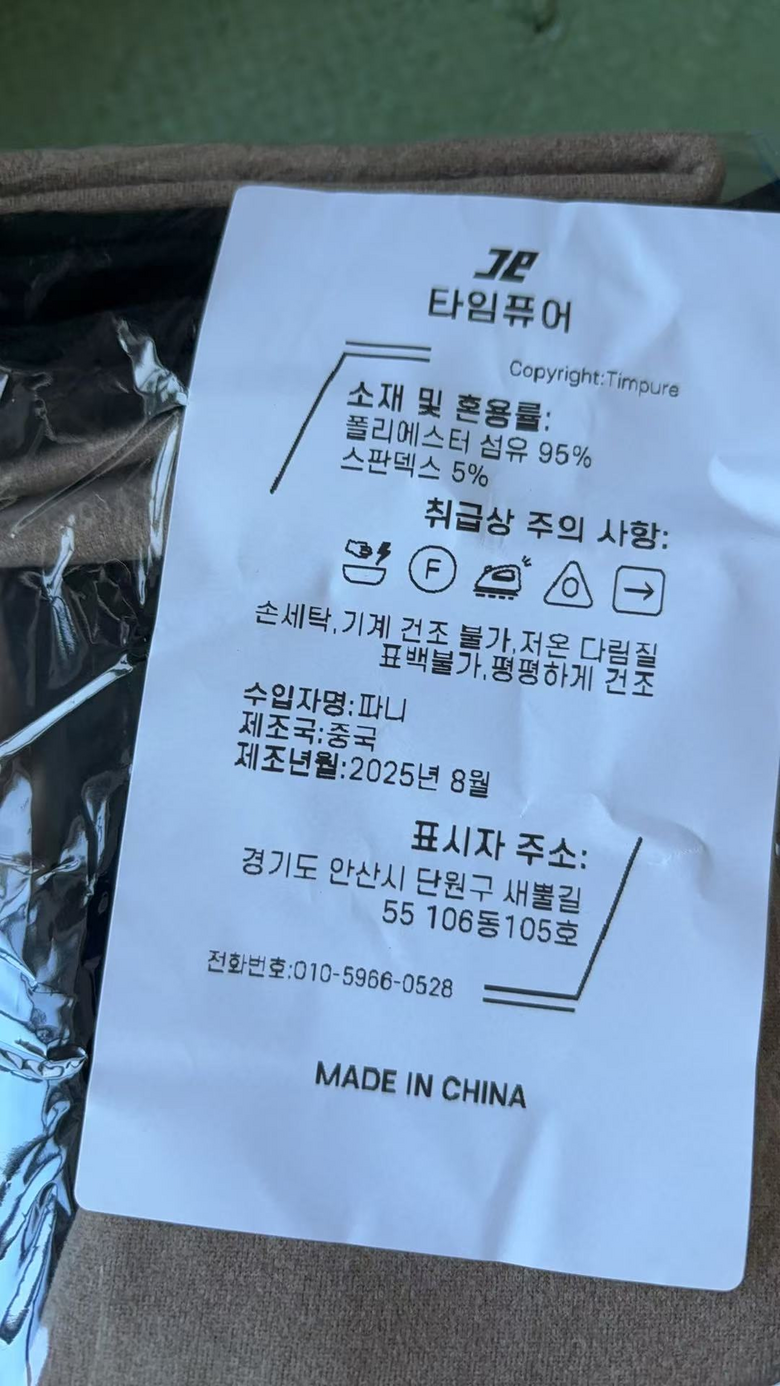 JP
타임퓨어
Copyright:Timpure
소재 및 혼용률:
폴리에스터 섬유 95%
스판덱스 5%
취급상 주의 사항:
F
손세탁,기계 건조 불가,저온 다림질
표백불가,평평하게 건조
수입자명:파니
제조국:중국
제조년월:2025년 8월
표시자 주소:
경기도 안산시 단원구 새뿔길
55 106동105호
전화번호:010-5966-0528
MADE IN CHINA